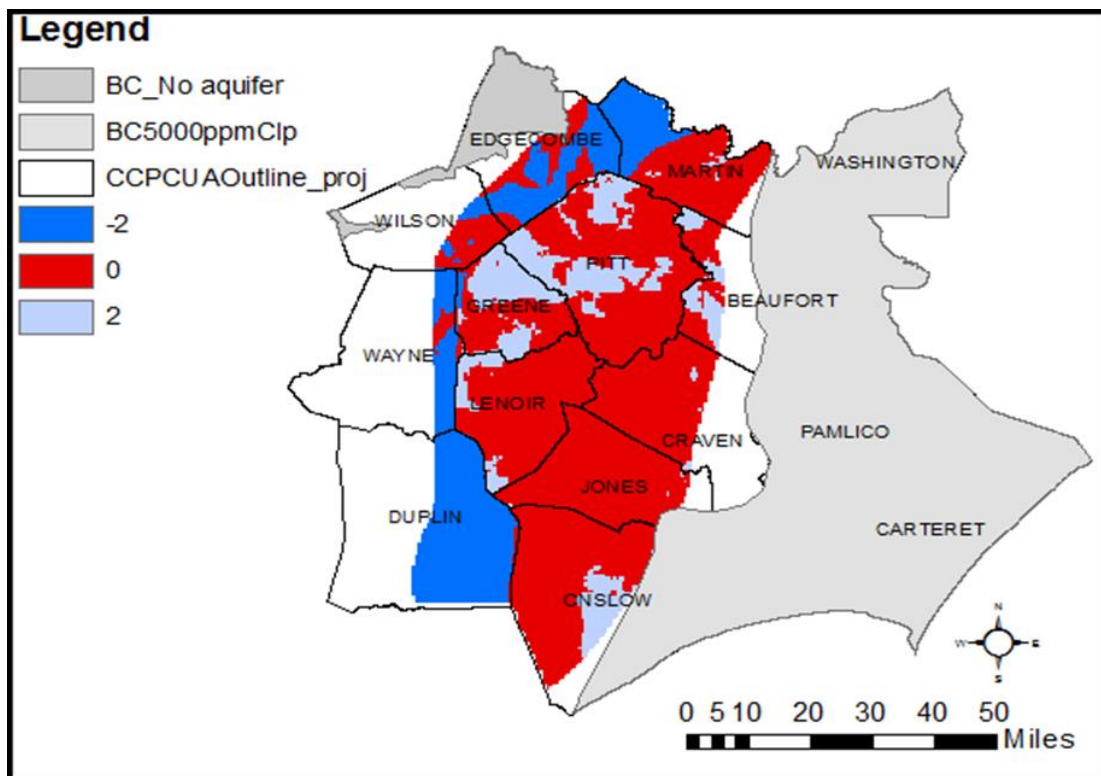 Legend
BC_No aquifer
BC5000ppmClp
CCPCUAOutline_proj
-2
0
2
EDGECOMBE
MARTIN
WASHINGTON
WILSON
PITT
BEAUFORT
GREENE
WAYNE
LENOIR
CRAVEN
PAMLICO
JONES
DUPLIN
CARTERET
ONSLOW
N
W E
S
0 5 10 20 30 40 50
Miles